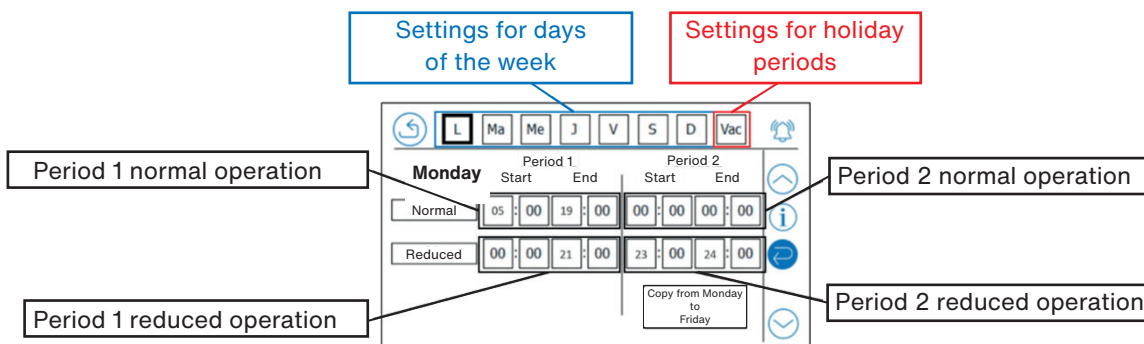 Settings for days
of the week
Settings for holiday
periods
L Ma Me J V S D Vac
Monday
Period 1
Period 2
Start End Start End
Period 1 normal operation
Period 2 normal operation
Normal 05 : 00 19 : 00 00 : 00 00 : 00
i
Reduced 00 : 00 21 : 00 23 : 00 24 : 00
Copy from Monday
to
Friday
Period 1 reduced operation
Period 2 reduced operation